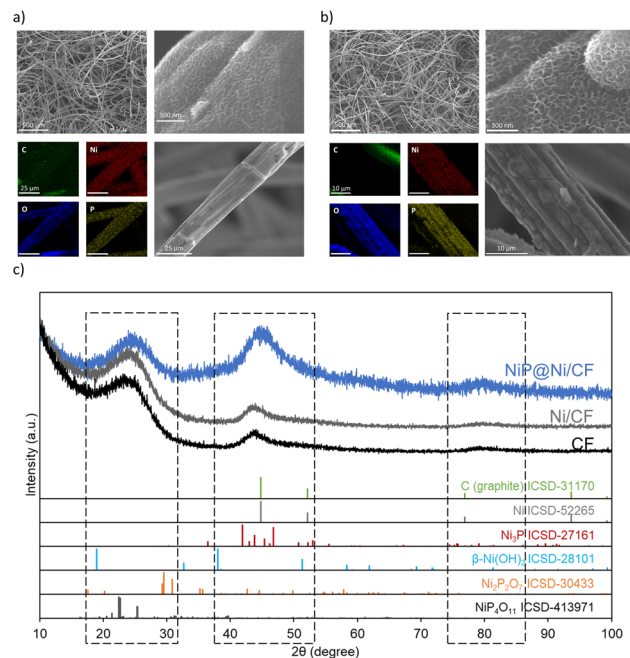 a)
b)
500 µm
300 nm
500 µm
300 nm
C
Ni
C
Ni
25 µm
10 µm
O
P
O
P
25 µm
10 µm
c)
Intensity (a.u.)
NiP@Ni/CF
Ni/CF
CF
C (graphite) ICSD-31170
Ni ICSD-52265
Ni₃P ICSD-27161
β-Ni(OH)₂ ICSD-28101
Ni₂P₂O₇ ICSD-30433
NiP₄O₁₁ ICSD-413971
10 20 30 40 50 60 70 80 90 100
2θ (degree)